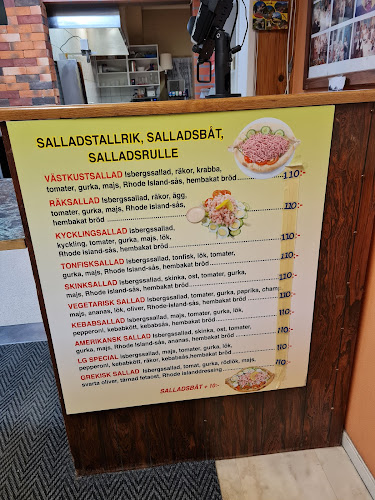 SALLADSTALLRIK, SALLADSBÅT,
SALLADSRULLE
VÄSTKUSTSALLAD Isbergssallad, räkor, krabba,
tomater, gurka, majs, Rhode Island-sås, hembakat bröd 110:-
RÄKSALLAD Isbergssallad, räkor, ägg,
tomater, gurka, majs, Rhode Island-sås,
hembakat bröd 110:-
KYCKLINGSALLAD Isbergssallad,
kyckling, tomater, gurka, majs, lök,
Rhode Island-sås, hembakat bröd 110:-
TONFISKSALLAD Isbergssallad, tonfisk, lök, tomater,
gurka, majs, Rhode Island-sås, hembakat bröd 110:-
SKINKSALLAD Isbergssallad, skinka, ost, tomater, gurka,
majs, Rhode Island-sås, hembakat bröd 110:-
VEGETARISK SALLAD Isbergssallad, tomater, gurka, paprika, cham
majs, ananas, lök, oliver, Rhode Island-sås, hembakat bröd 110:-
KEBABSALLAD Isbergssallad, majs, tomater, gurka, lök,
pepperoni, kebabkött, kebabsås, hembakat bröd 110:-
AMERIKANSK SALLAD Isbergssallad, skinka, ost, tomater,
gurka, majs, Rhode Island-sås, ananas, hembakat bröd 110:-
LG SPECIAL Isbergssallad, majs, tomater, gurka, lök,
pepperoni, kebabkött, räkor, kebabsås,hembakat bröd 110:-
GREKISK SALLAD Isbergssallad, tomat, gurka, rödlök, majs,
svarta oliver, tärnad fetaost, Rhode islanddressing 110:-
SALLADSBÅT + 10:-